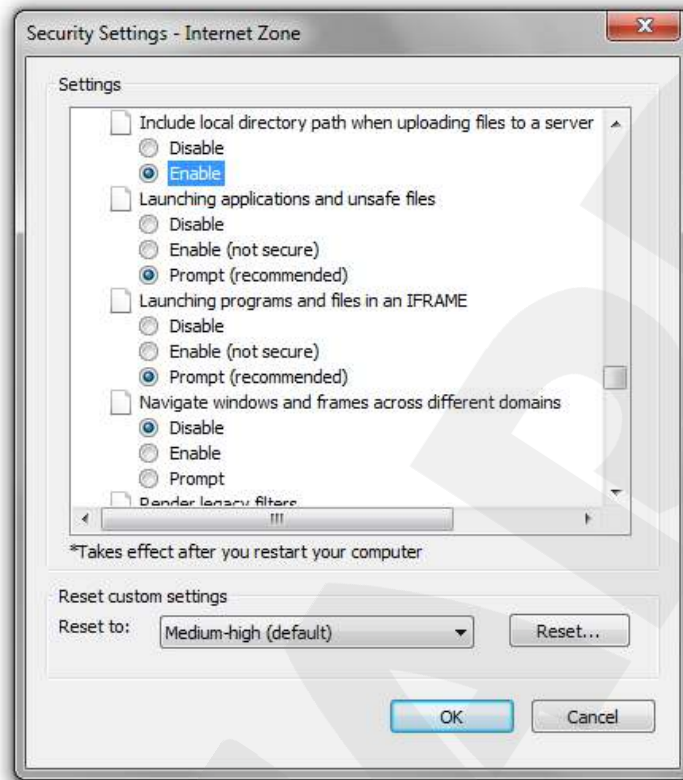 Security Settings - Internet Zone
Settings
Include local directory path when uploading files to a server
Disable
Enable
Launching applications and unsafe files
Disable
Enable (not secure)
Prompt (recommended)
Launching programs and files in an IFRAME
Disable
Enable (not secure)
Prompt (recommended)
Navigate windows and frames across different domains
Disable
Enable
Prompt
Render legacy filters
*Takes effect after you restart your computer
Reset custom settings
Reset to: Medium-high (default) Reset...
OK Cancel